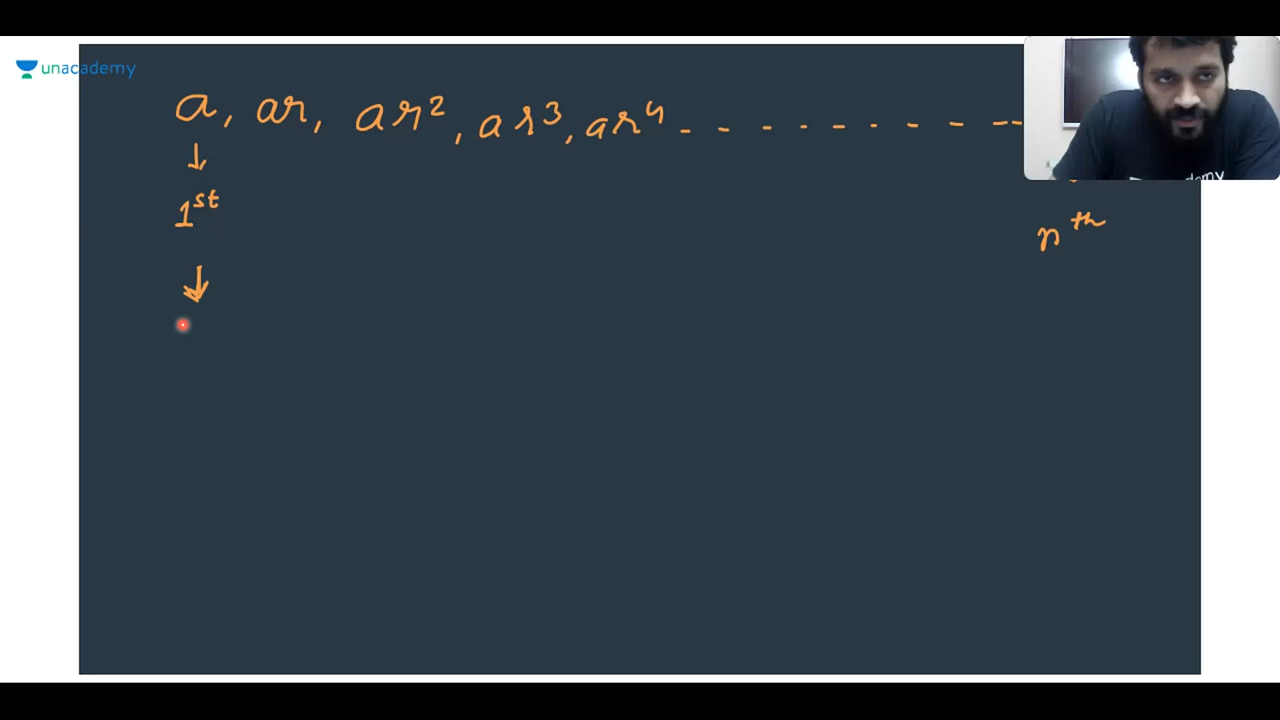 unacademy
a, ar, ar², ar³, ar⁴ - - - - - - - - - -
1st
nth